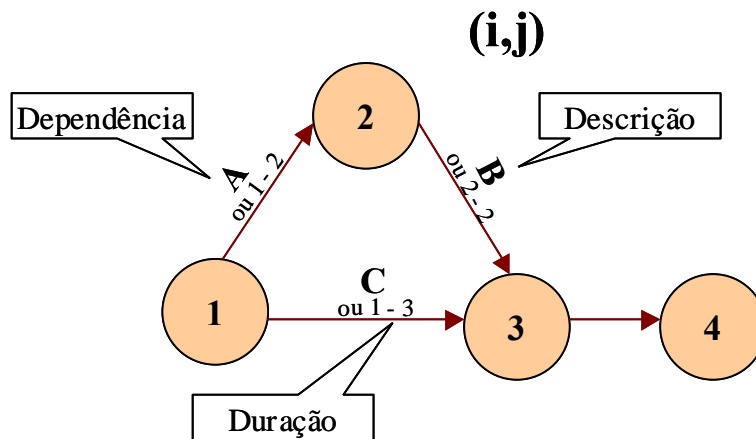 (i,j)
Dependência
2
Descrição
A
ou 1 - 2
B
ou 2 - 2
1
C
ou 1 - 3
3
4
Duração